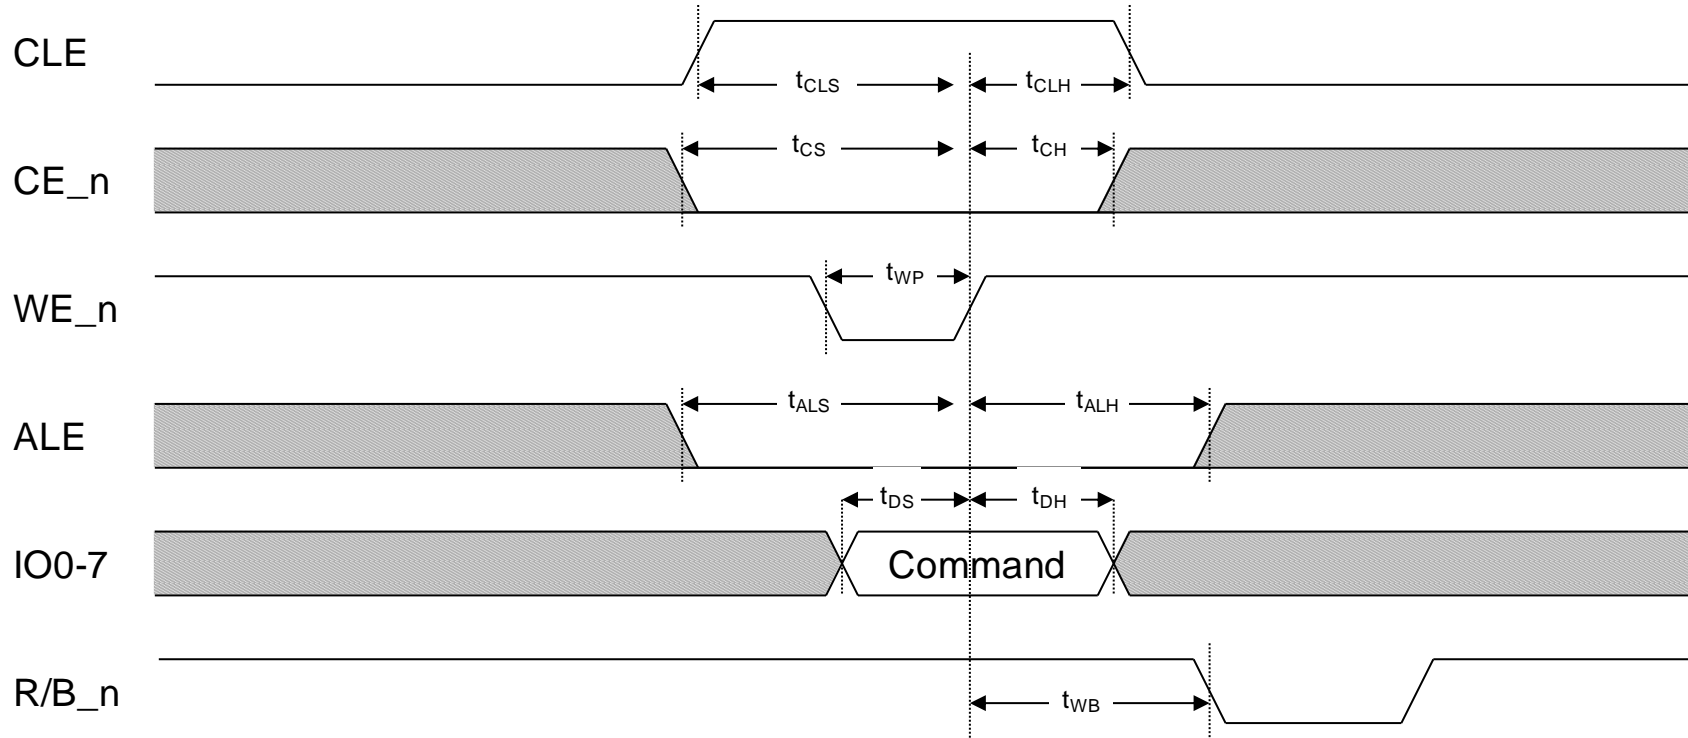 CLE
tCLS tCLH
tCS tCH
CE_n
tWP
WE_n
tALS tALH
ALE
tDS tDH
IO0-7 Command
R/B_n tWB